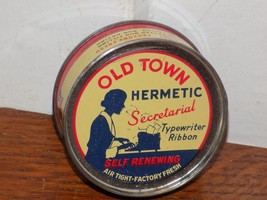 OLD TOWN
HERMETIC
Secretarial
Typewriter
Ribbon
SELF RENEWING
AIR TIGHT-FACTORY FRESH